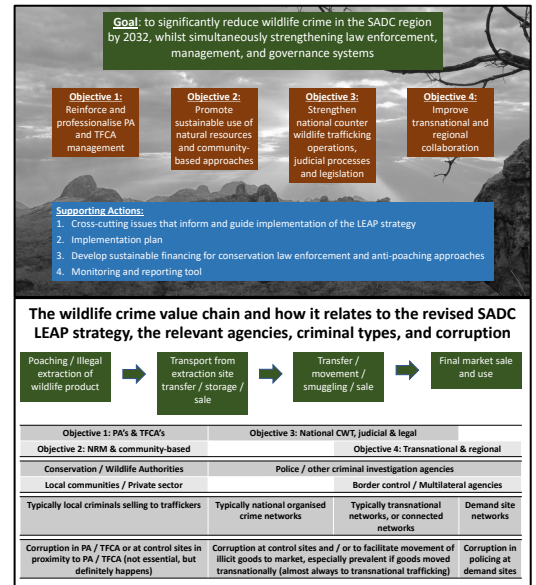 Goal: to significantly reduce wildlife crime in the SADC region
by 2032, whilst simultaneously strengthening law enforcement,
management, and governance systems
Objective 1:
Reinforce and
professionalise PA
and TFCA
management
Objective 2:
Promote
sustainable use of
natural resources
and community-
based approaches
Objective 3:
Strengthen
national counter
wildlife trafficking
operations,
judicial processes
and legislation
Objective 4:
Improve
transnational and
regional
collaboration
Supporting Actions:
1. Cross-cutting issues that inform and guide implementation of the LEAP strategy
2. Implementation plan
3. Develop sustainable financing for conservation law enforcement and anti-poaching approaches
4. Monitoring and reporting tool
The wildlife crime value chain and how it relates to the revised SADC
LEAP strategy, the relevant agencies, criminal types, and corruption
Poaching / Illegal
extraction of
wildlife product
Transport from
extraction site
transfer / storage /
sale
Transfer /
movement /
smuggling / sale
Final market sale
and use
Objective 1: PA's & TFCA's
Objective 3: National CWT, judicial & legal
Objective 2: NRM & community-based
Objective 4: Transnational & regional
Conservation / Wildlife Authorities
Police / other criminal investigation agencies
Local communities / Private sector
Border control / Multilateral agencies
Typically local criminals selling to traffickers
Typically national organised
crime networks
Typically transnational
networks, or connected
networks
Demand site
networks
Corruption in PA / TFCA or at control sites in
proximity to PA / TFCA (not essential, but
definitely happens)
Corruption at control sites and / or to facilitate movement of
illicit goods to market, especially prevalent if goods moved
transnationally (almost always to transnational trafficking)
Corruption in
policing at
demand sites